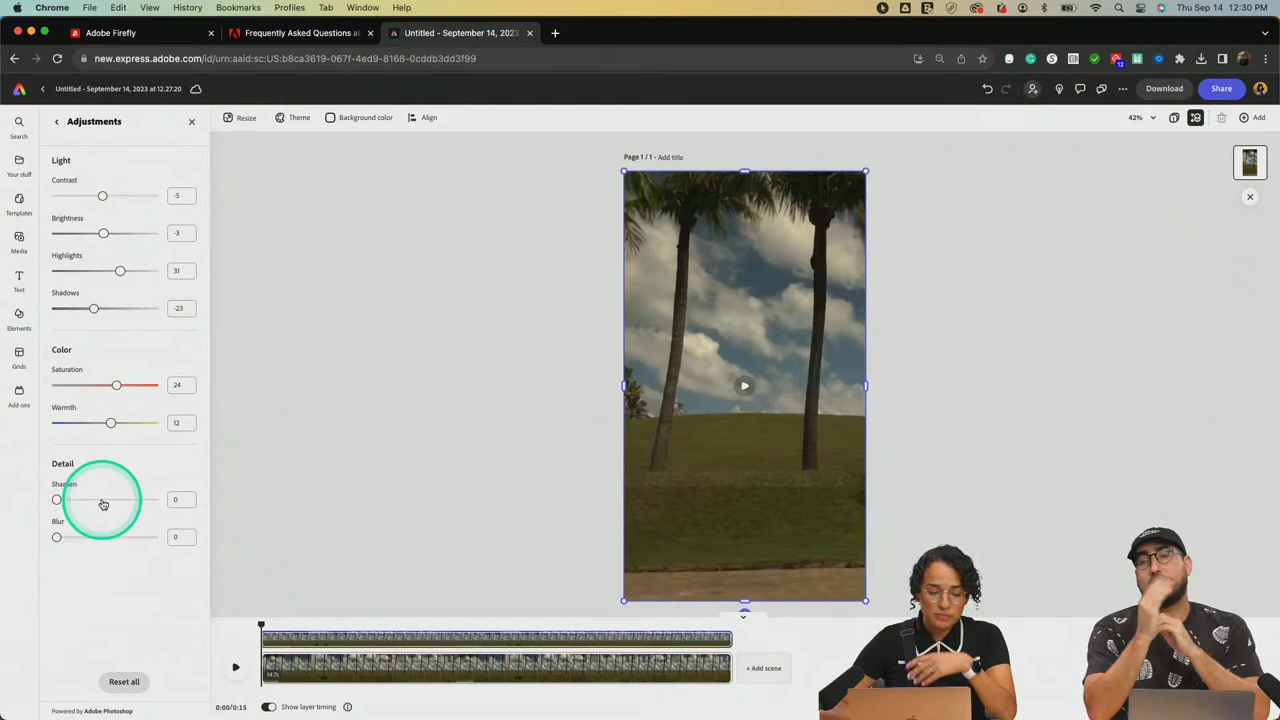 Chrome File Edit View History Bookmarks Profiles Tab Window Help
Thu Sep 14 12:30 PM
Adobe Firefly
Frequently Asked Questions a
Untitled - September 14, 2023
new.express.adobe.com/id/urn:aaid:sc:US:b8ca3619-067f-4ed9-8168-0cddb3dd3f99
12
Untitled - September 14, 2023 at 12.27.20
Download
Share
Adjustments
Resize
Theme
Background color
Align
42%
Add
Search
Your stuff
Templates
Media
Text
Elements
Grids
Add-ons
Light
Contrast
-5
Brightness
-3
Highlights
31
Shadows
-23
Color
Saturation
24
Warmth
12
Detail
Sharpen
0
Blur
0
Reset all
Powered by Adobe Photoshop
Page 1 / 1 - Add title
14.7s
+ Add scene
0:00/0:15
Show layer timing